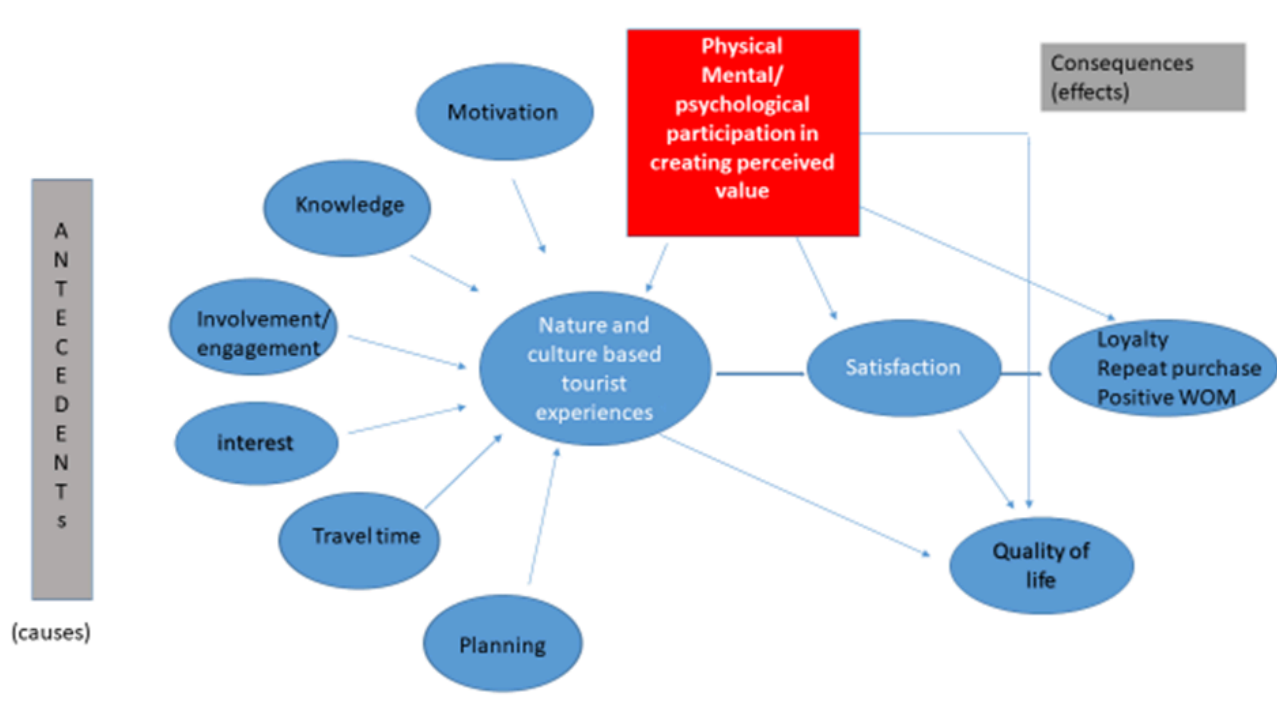 Physical
Mental/
psychological
participation in
creating perceived
value
Consequences
(effects)
Motivation
Knowledge
A
N
T
E
C
E
D
E
N
T
s
(causes)
Involvement/
engagement
interest
Travel time
Planning
Nature and
culture based
tourist
experiences
Satisfaction
Loyalty
Repeat purchase
Positive WOM
Quality of
life